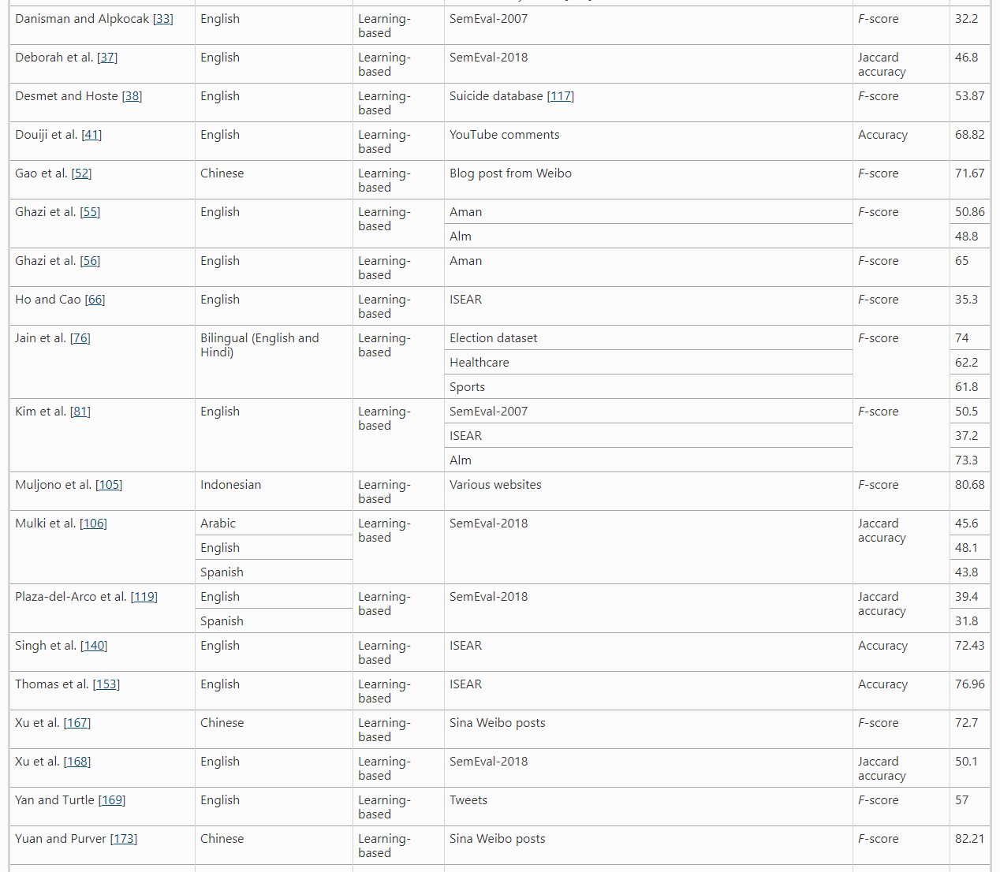 Danisman and Alpkocak [33] English Learning- SemEval-2007 F-score 32.2
based
Deborah et al. [37] English Learning- SemEval-2018 Jaccard 46.8
based accuracy
Desmet and Hoste [38] English Learning- Suicide database [117] F-score 53.87
based
Douiji et al. [41] English Learning- YouTube comments Accuracy 68.82
based
Gao et al. [52] Chinese Learning- Blog post from Weibo F-score 71.67
based
Ghazi et al. [55] English Learning- Aman F-score 50.86
based
Alm 48.8
Ghazi et al. [56] English Learning- Aman F-score 65
based
Ho and Cao [66] English Learning- ISEAR F-score 35.3
based
Jain et al. [76] Bilingual (English and Learning- Election dataset F-score 74
Hindi) based
Healthcare 62.2
Sports 61.8
Kim et al. [81] English Learning- SemEval-2007 F-score 50.5
based
ISEAR 37.2
Alm 73.3
Muljono et al. [105] Indonesian Learning- Various websites F-score 80.68
based
Mulki et al. [106] Arabic Learning- SemEval-2018 Jaccard 45.6
based accuracy
English 48.1
Spanish 43.8
Plaza-del-Arco et al. [119] English Learning- SemEval-2018 Jaccard 39.4
based accuracy
Spanish 31.8
Singh et al. [140] English Learning- ISEAR Accuracy 72.43
based
Thomas et al. [153] English Learning- ISEAR Accuracy 76.96
based
Xu et al. [167] Chinese Learning- Sina Weibo posts F-score 72.7
based
Xu et al. [168] English Learning- SemEval-2018 Jaccard 50.1
based accuracy
Yan and Turtle [169] English Learning- Tweets F-score 57
based
Yuan and Purver [173] Chinese Learning- Sina Weibo posts F-score 82.21
based